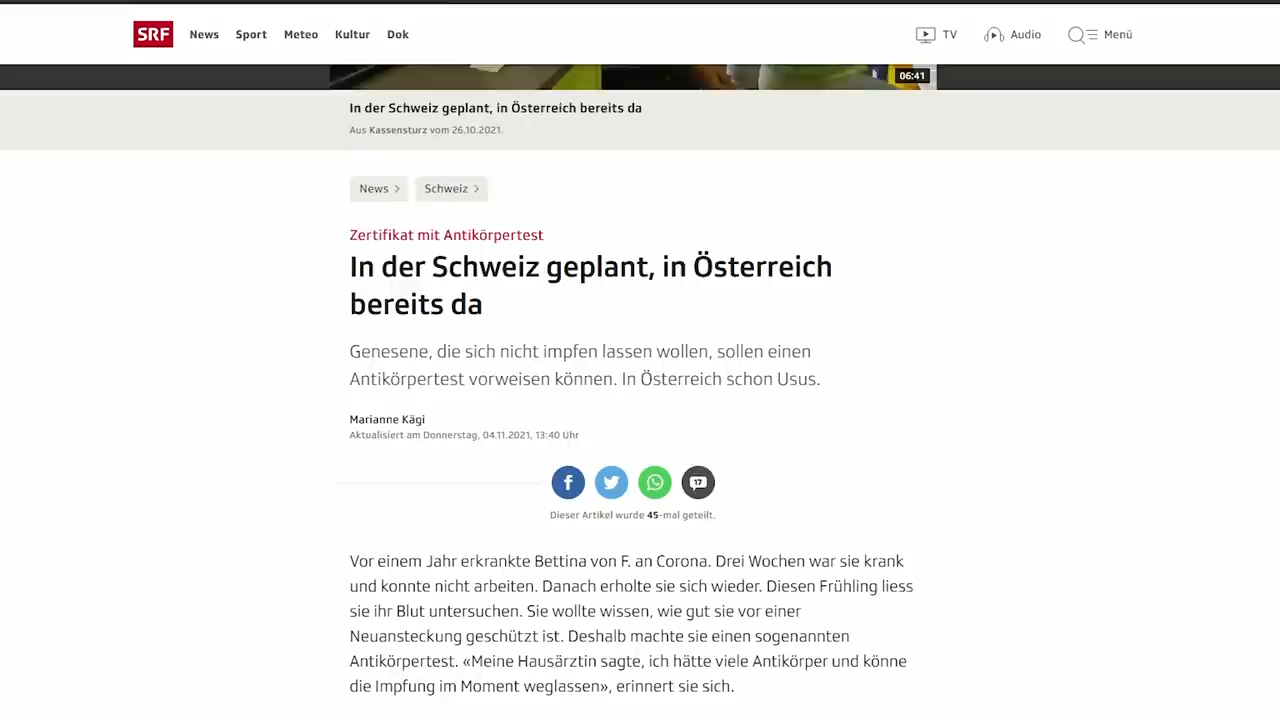 SRF News Sport Meteo Kultur Dok TV Audio Menü
06:41
In der Schweiz geplant, in Österreich bereits da
Aus Kassensturz vom 26.10.2021.
News Schweiz
Zertifikat mit Antikörpertest
In der Schweiz geplant, in Österreich
bereits da
Genesene, die sich nicht impfen lassen wollen, sollen einen
Antikörpertest vorweisen können. In Österreich schon Usus.
Marianne Kägi
Aktualisiert am Donnerstag, 04.11.2021, 13:40 Uhr
17
Dieser Artikel wurde 45-mal geteilt.
Vor einem Jahr erkrankte Bettina von F. an Corona. Drei Wochen war sie krank
und konnte nicht arbeiten. Danach erholte sie sich wieder. Diesen Frühling liess
sie ihr Blut untersuchen. Sie wollte wissen, wie gut sie vor einer
Neuansteckung geschützt ist. Deshalb machte sie einen sogenannten
Antikörpertest. «Meine Hausärztin sagte, ich hätte viele Antikörper und könne
die Impfung im Moment weglassen», erinnert sie sich.